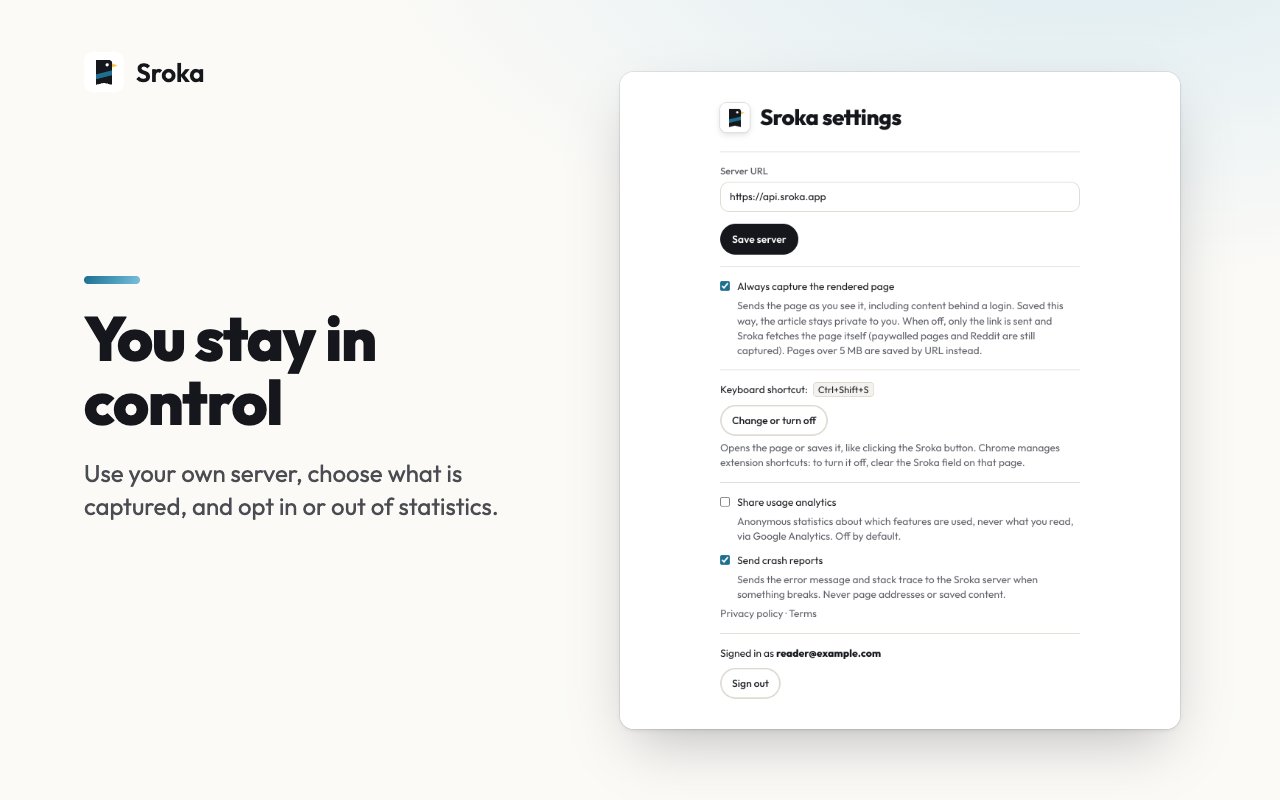 Sroka
You stay in
control
Use your own server, choose what is
captured, and opt in or out of statistics.
Sroka settings
Server URL
https://api.sroka.app
Save server
Always capture the rendered page
Sends the page as you see it, including content behind a login. Saved this
way, the article stays private to you. When off, only the link is sent and
Sroka fetches the page itself (paywalled pages and Reddit are still
captured). Pages over 5 MB are saved by URL instead.
Keyboard shortcut: Ctrl+Shift+S
Change or turn off
Opens the page or saves it, like clicking the Sroka button. Chrome manages
extension shortcuts: to turn it off, clear the Sroka field on that page.
Share usage analytics
Anonymous statistics about which features are used, never what you read,
via Google Analytics. Off by default.
Send crash reports
Sends the error message and stack trace to the Sroka server when
something breaks. Never page addresses or saved content.
Privacy policy · Terms
Signed in as reader@example.com
Sign out